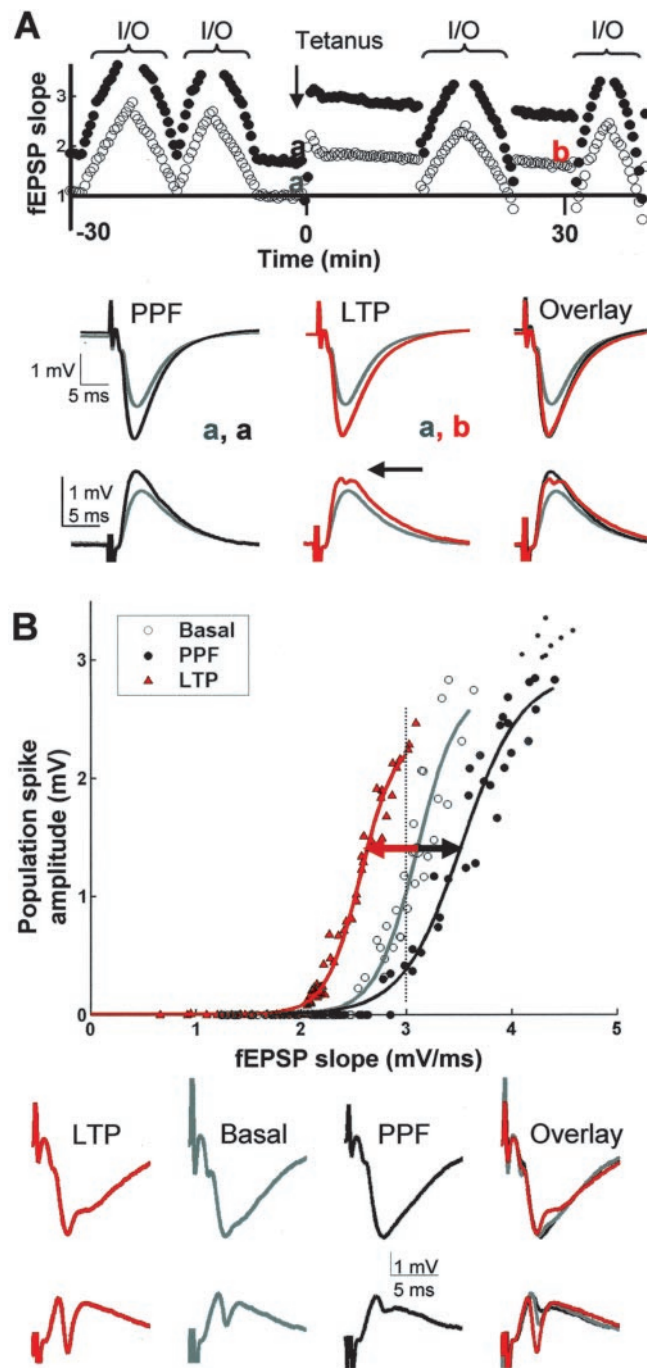 A
I/O I/O Tetanus I/O I/O
fEPSP slope
3
2
1
a
a
b
-30 0 30
Time (min)
PPF LTP Overlay
1 mV
5 ms
a, a a, b
1 mV
5 ms
B
Basal
PPF
LTP
Population spike
amplitude (mV)
3
2
1
0
0 1 2 3 4 5
fEPSP slope (mV/ms)
LTP Basal PPF Overlay
1 mV
5 ms